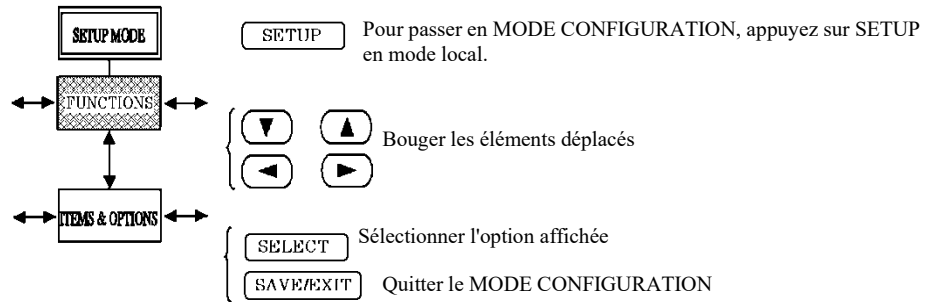 SETUP MODE
SETUP
Pour passer en MODE CONFIGURATION, appuyez sur SETUP
en mode local.
FUNCTIONS
Bouger les éléments déplacés
ITEMS & OPTIONS
SELECT
Sélectionner l'option affichée
SAVE/EXIT
Quitter le MODE CONFIGURATION